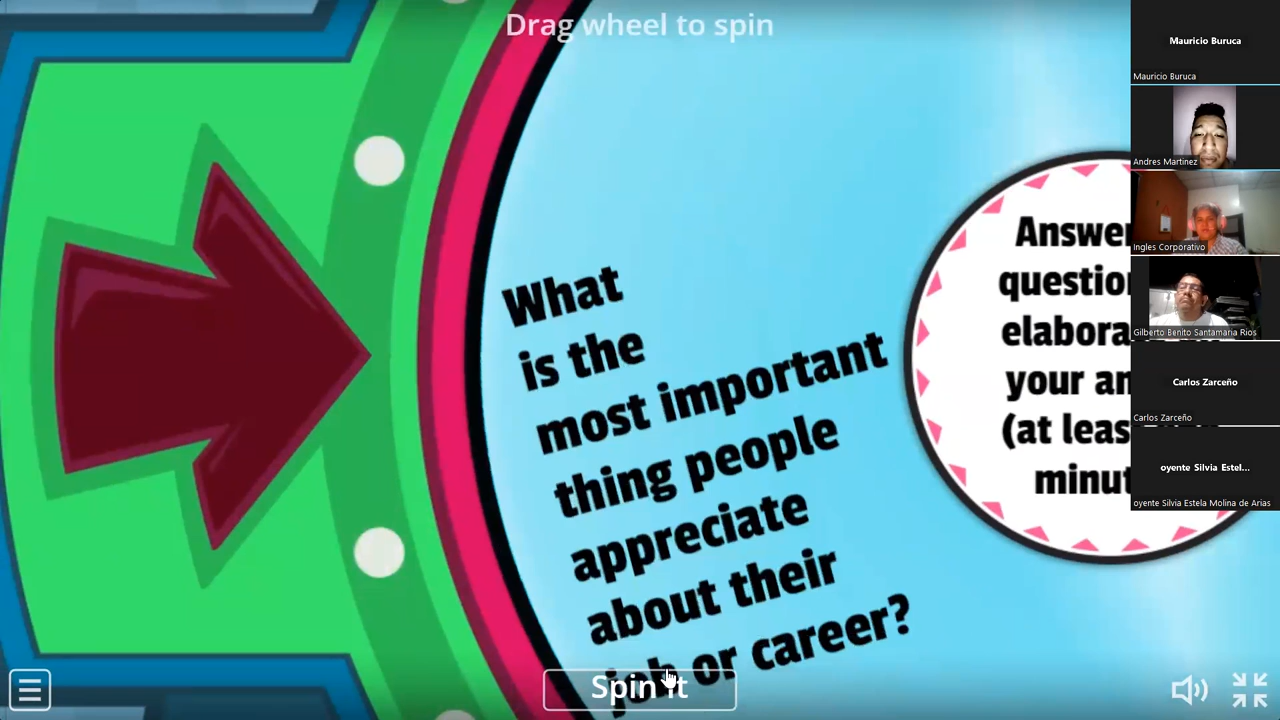 Drag wheel to spin
What
is the
most important
thing people
appreciate
about their
job or career?
Answer
questio
elabora
your an
(at leas
minut
Spin it
Mauricio Buruca
Mauricio Buruca
Andres Martinez
Ingles Corporativo
Gilberto Benito Santamaria Rios
Carlos Zarceño
Carlos Zarceño
oyente Silvia Estel...
oyente Silvia Estela Molina de Arias